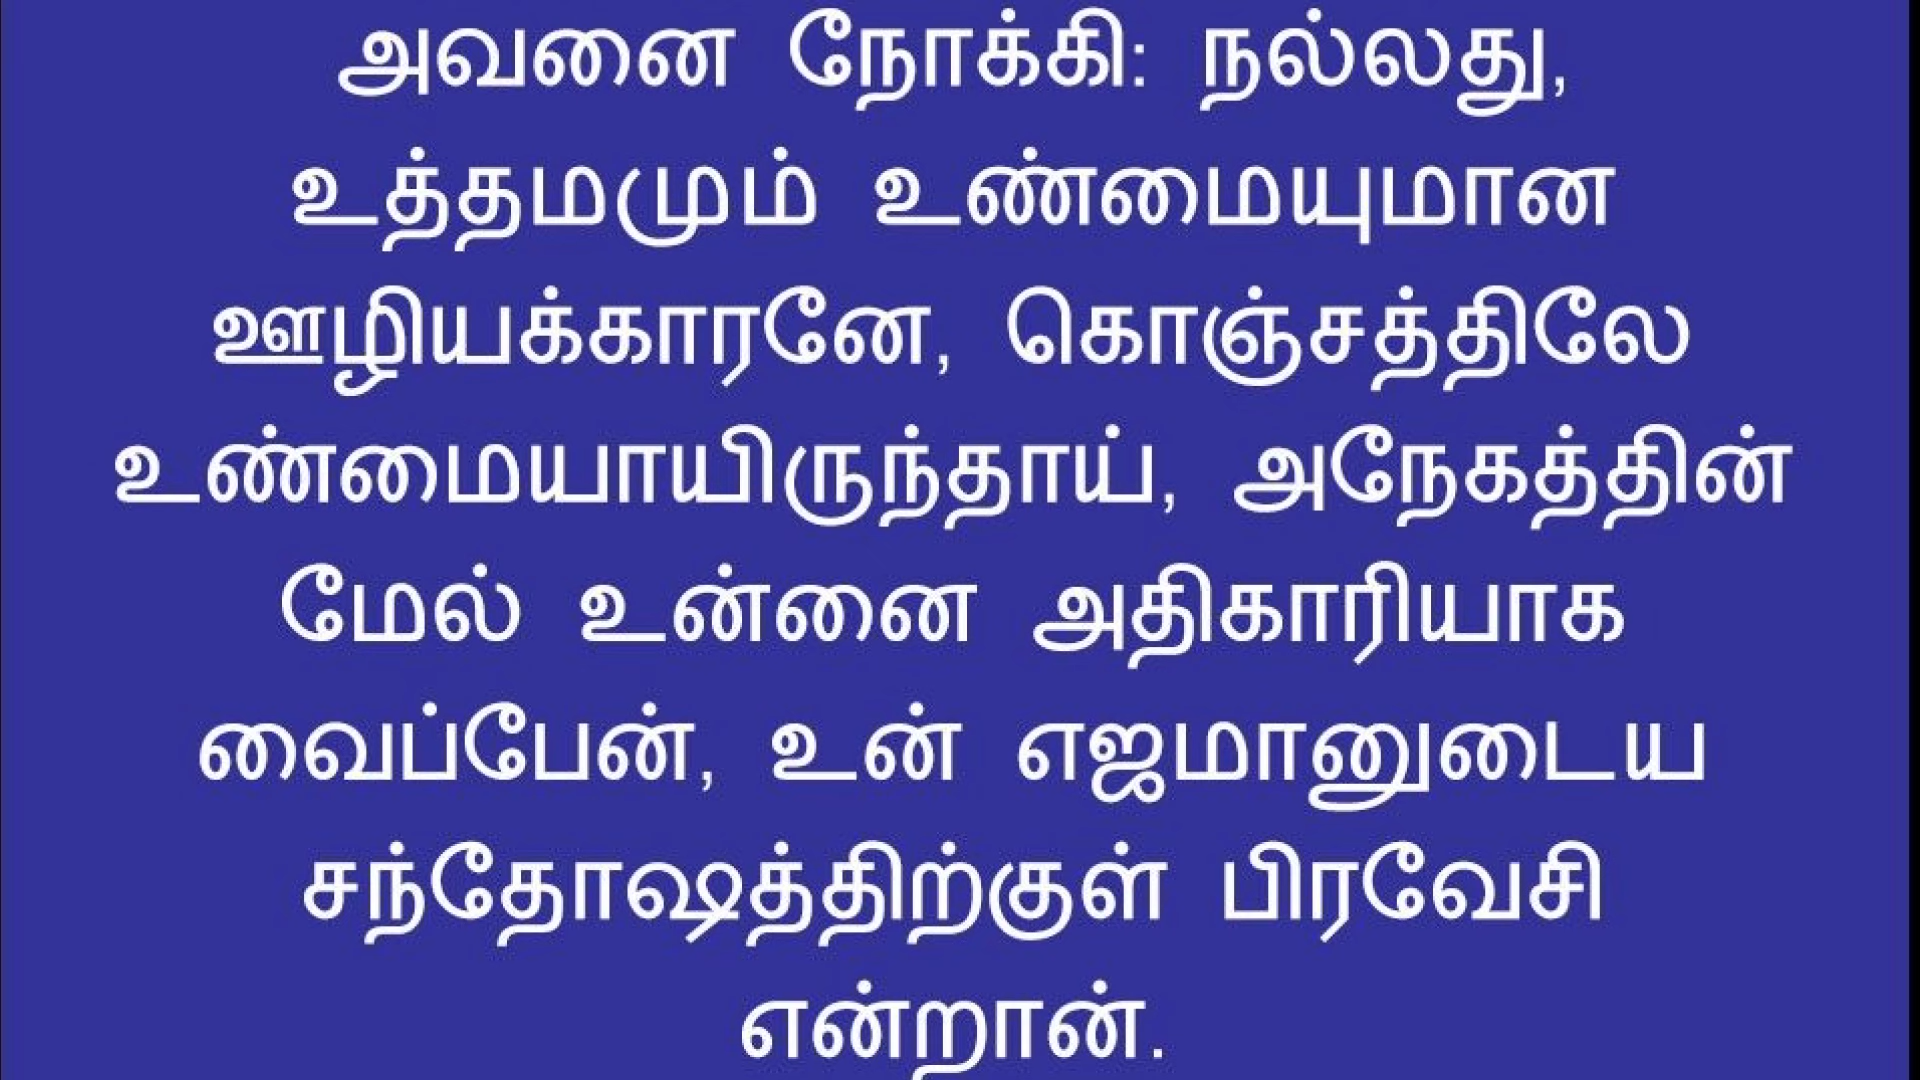 அவனை நோக்கி: நல்லது,
உத்தமமும் உண்மையுமான
ஊழியக்காரனே, கொஞ்சத்திலே
உண்மையாயிருந்தாய், அநேகத்தின்
மேல் உன்னை அதிகாரியாக
வைப்பேன், உன் எஜமானுடைய
சந்தோஷத்திற்குள் பிரவேசி
என்றான்.